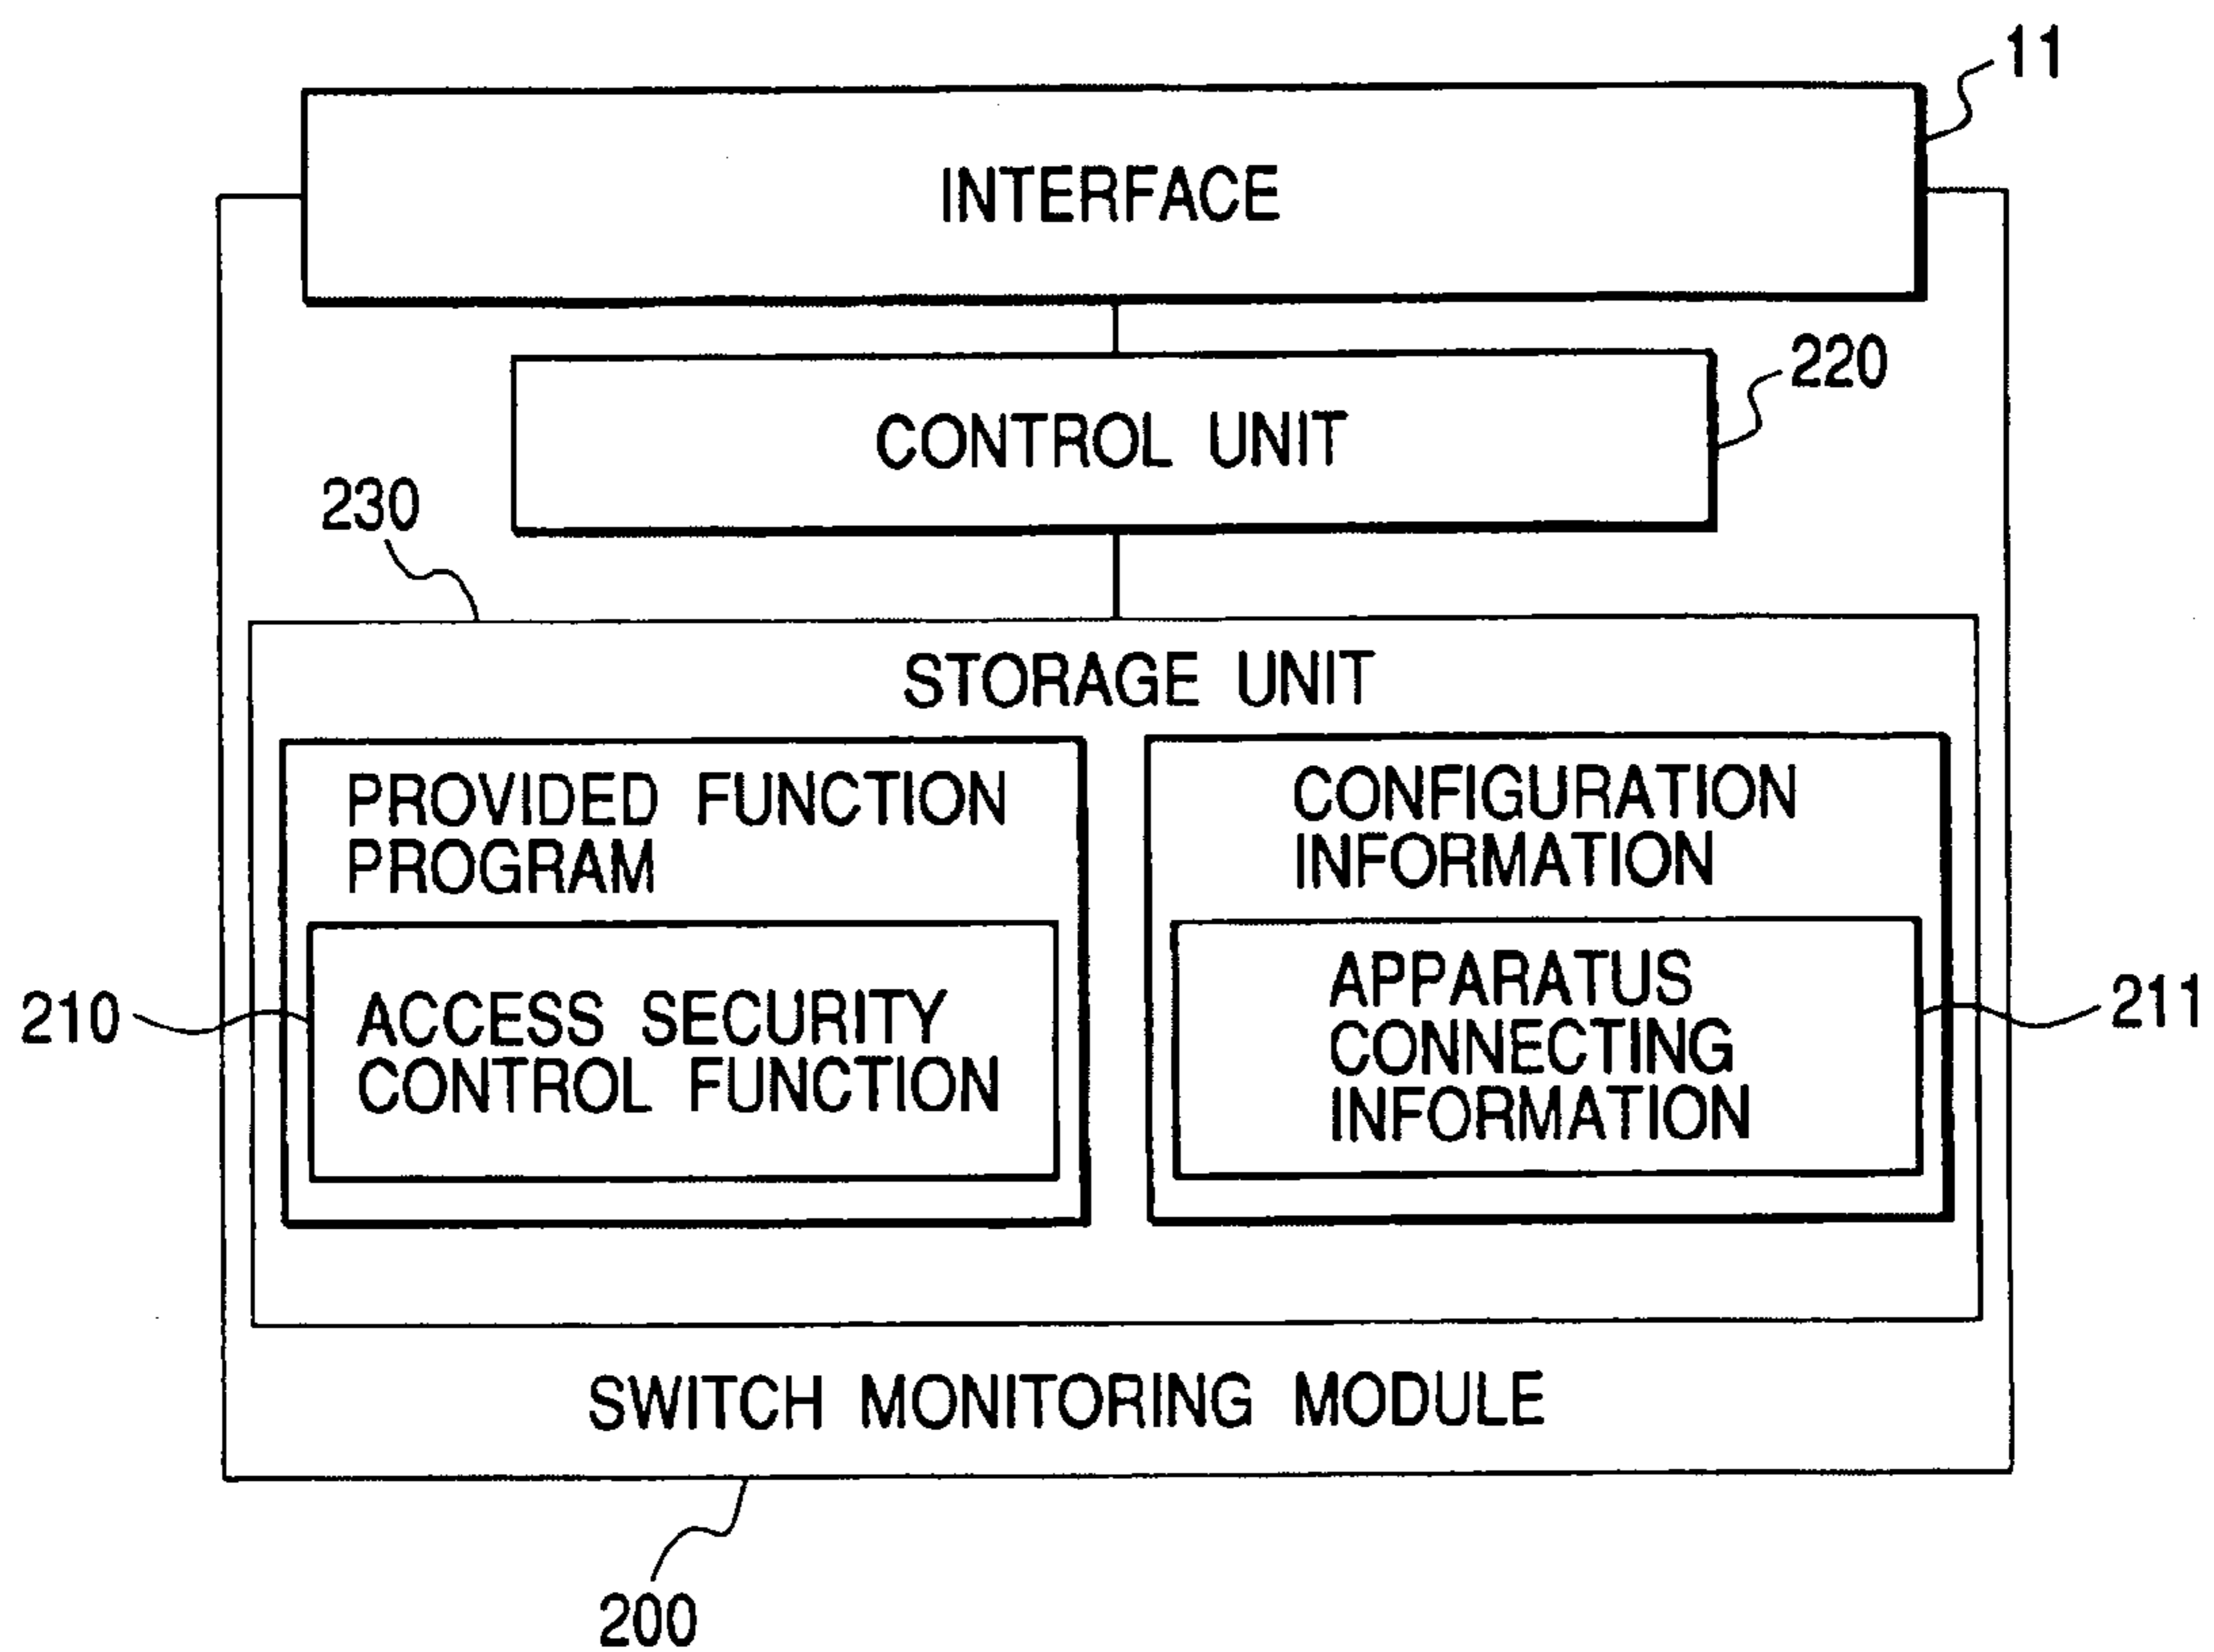 11
INTERFACE
220
CONTROL UNIT
230
STORAGE UNIT
PROVIDED FUNCTION
PROGRAM
CONFIGURATION
INFORMATION
210
ACCESS SECURITY
CONTROL FUNCTION
APPARATUS
CONNECTING
INFORMATION
211
SWITCH MONITORING MODULE
200